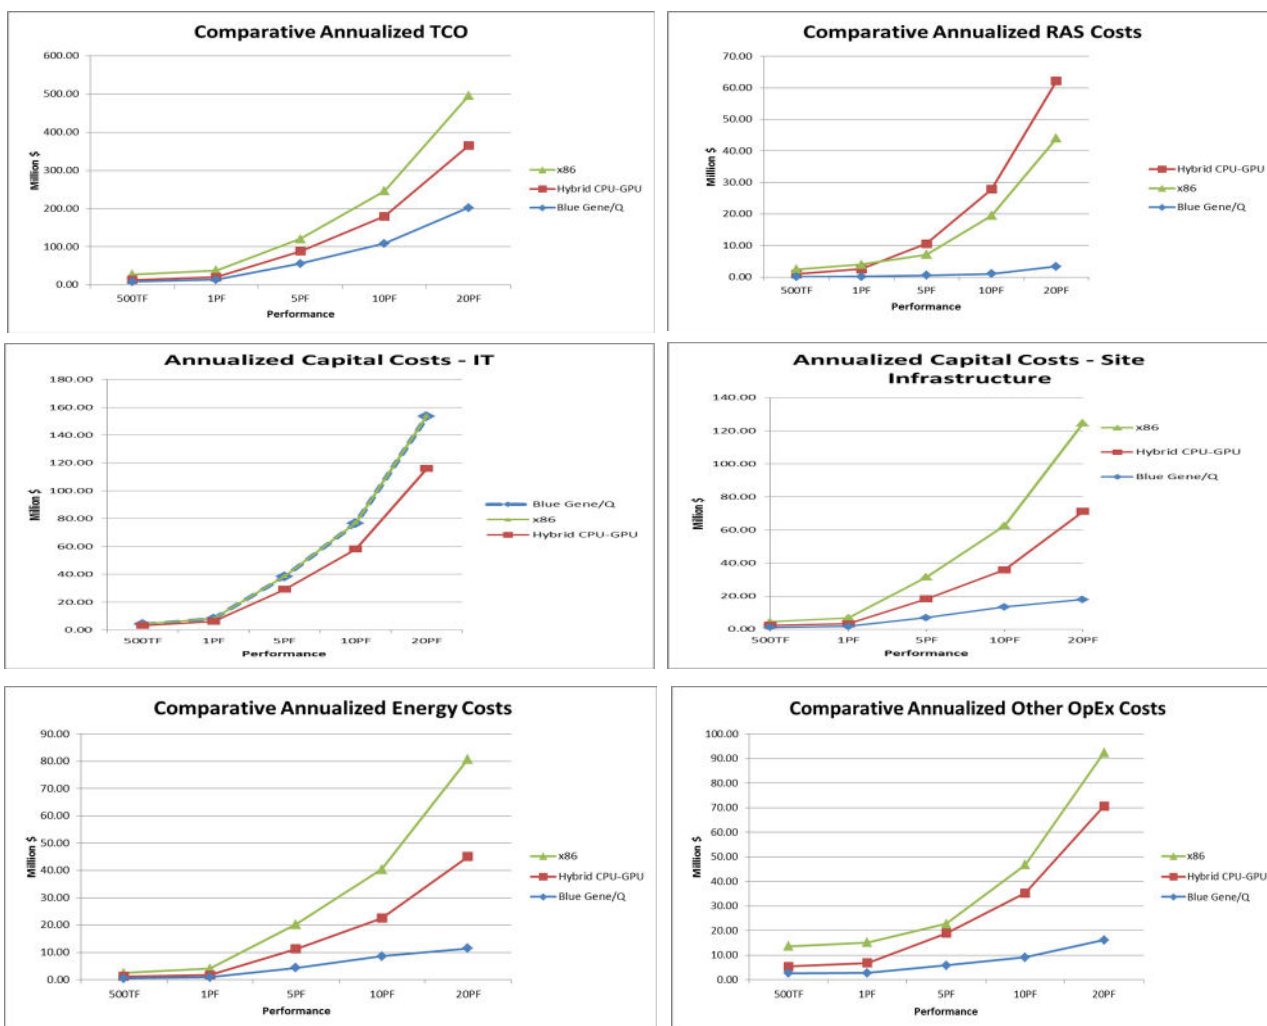 Comparative Annualized TCO
600.00
500.00
400.00
300.00
200.00
100.00
0.00
Million $
500TF 1PF 5PF 10PF 20PF
Performance
x86
Hybrid CPU-GPU
Blue Gene/Q
Comparative Annualized RAS Costs
70.00
60.00
50.00
40.00
30.00
20.00
10.00
0.00
Million $
500TF 1PF 5PF 10PF 20PF
Performance
Hybrid CPU-GPU
x86
Blue Gene/Q
Annualized Capital Costs - IT
180.00
160.00
140.00
120.00
100.00
80.00
60.00
40.00
20.00
0.00
Million $
500TF 1PF 5PF 10PF 20PF
Performance
Blue Gene/Q
x86
Hybrid CPU-GPU
Annualized Capital Costs - Site
Infrastructure
140.00
120.00
100.00
80.00
60.00
40.00
20.00
0.00
Million $
500TF 1PF 5PF 10PF 20PF
Performance
x86
Hybrid CPU-GPU
Blue Gene/Q
Comparative Annualized Energy Costs
90.00
80.00
70.00
60.00
50.00
40.00
30.00
20.00
10.00
0.00
Million $
500TF 1PF 5PF 10PF 20PF
Performance
x86
Hybrid CPU-GPU
Blue Gene/Q
Comparative Annualized Other OpEx Costs
100.00
90.00
80.00
70.00
60.00
50.00
40.00
30.00
20.00
10.00
0.00
Million $
500TF 1PF 5PF 10PF 20PF
Performance
x86
Hybrid CPU-GPU
Blue Gene/Q